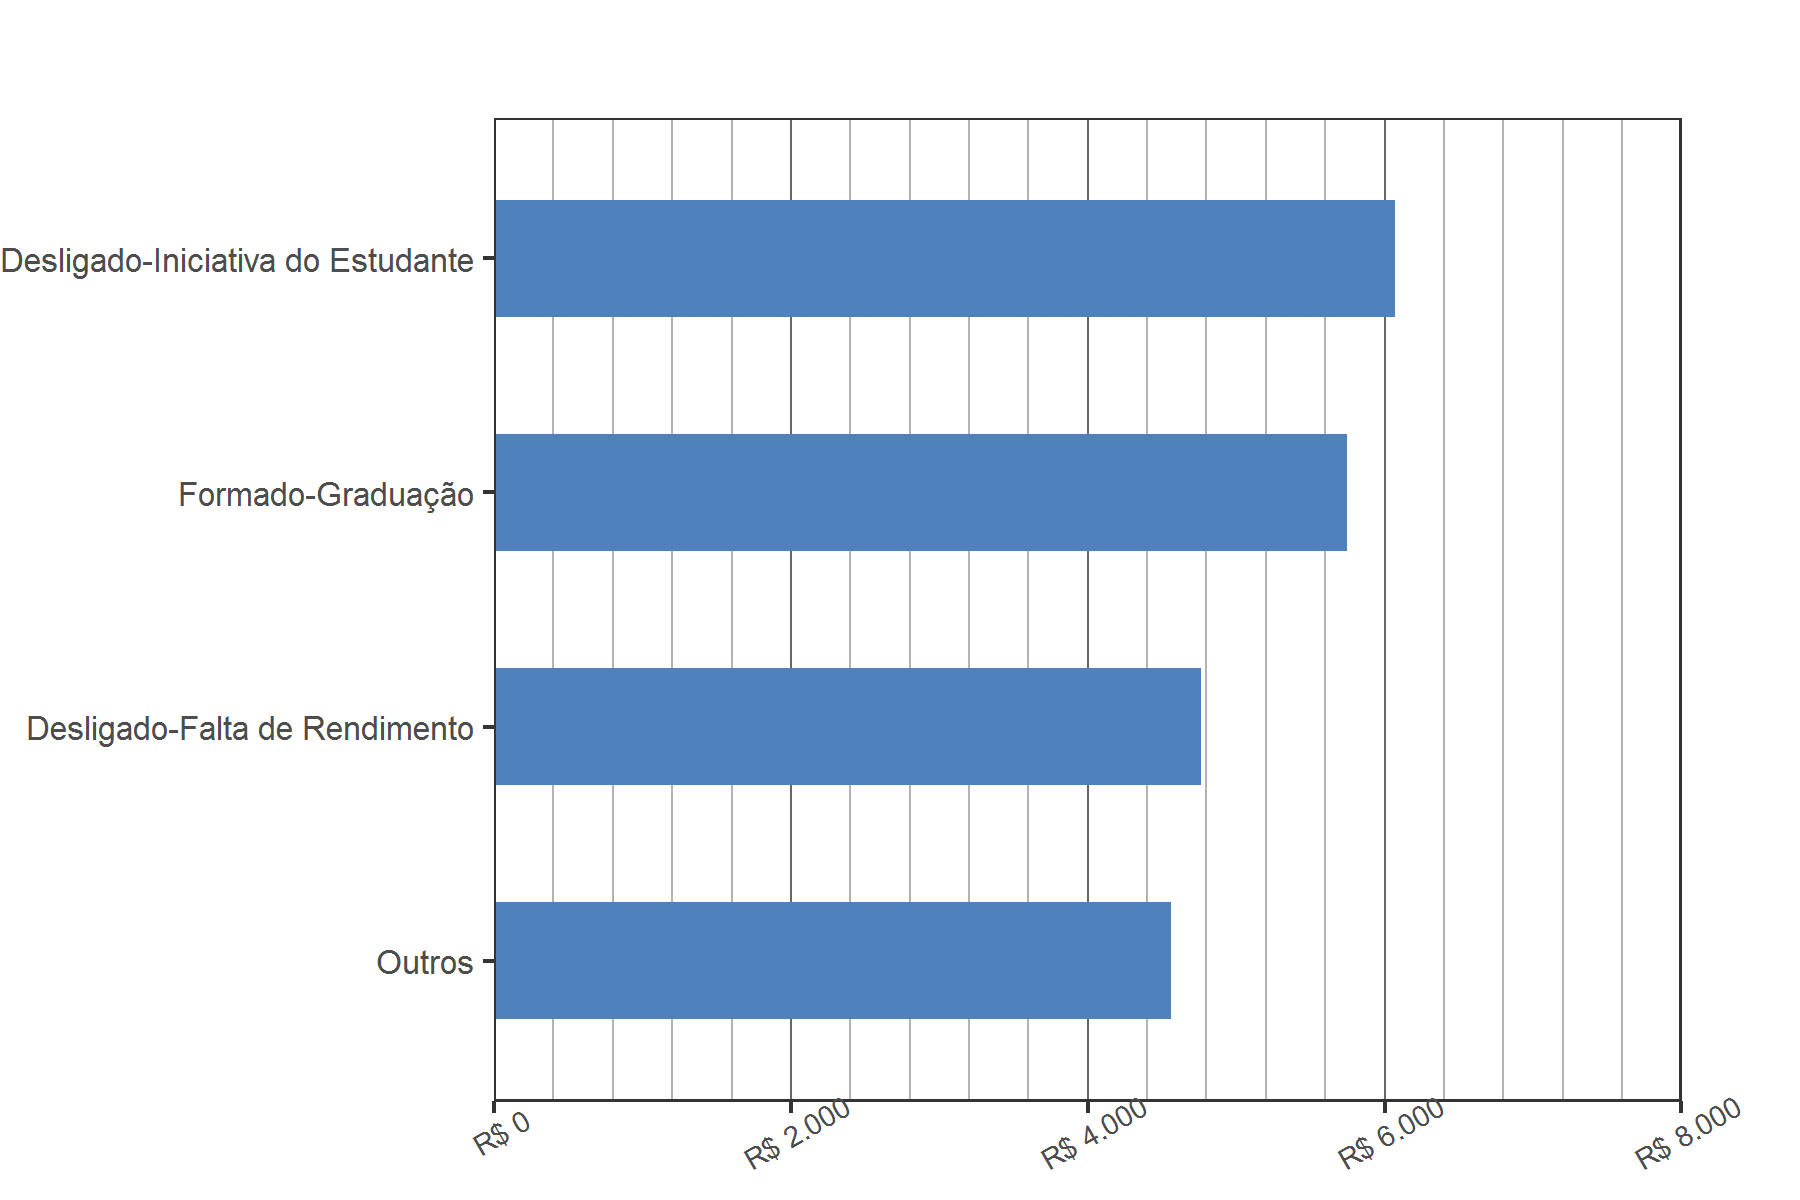 Desligado-Iniciativa do Estudante
Formado-Graduação
Desligado-Falta de Rendimento
Outros
R$ 0
R$ 2.000
R$ 4.000
R$ 6.000
R$ 8.000